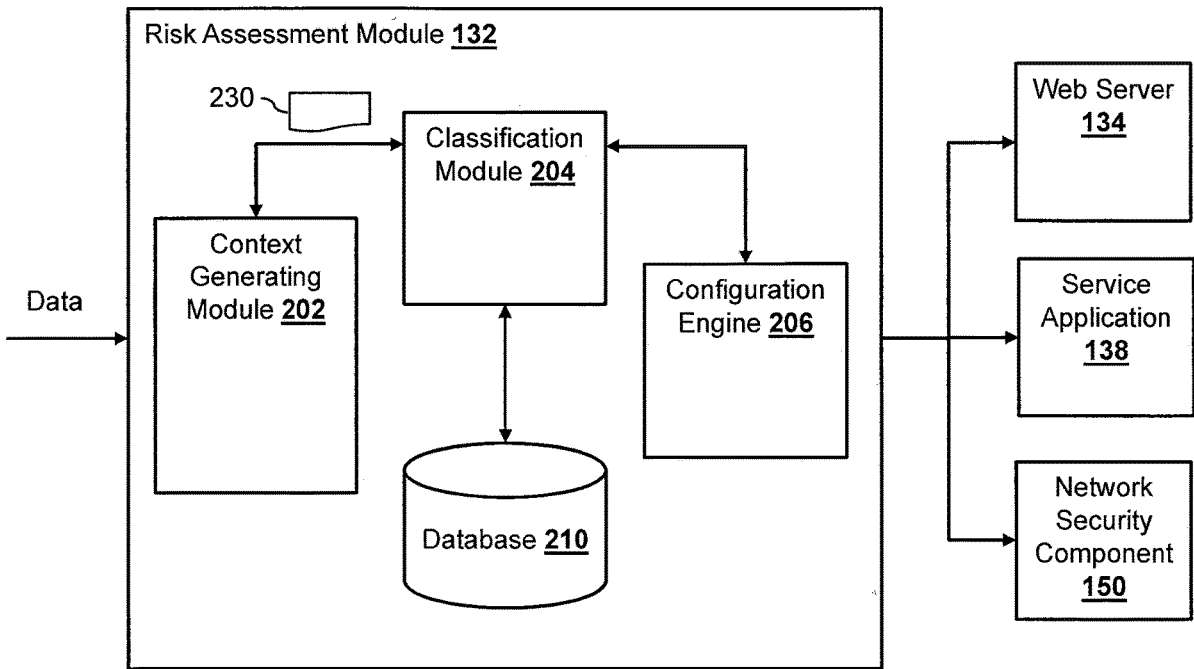 Risk Assessment Module 132
230
Classification
Module 204
Context
Generating
Module 202
Configuration
Engine 206
Database 210
Data
Web Server
134
Service
Application
138
Network
Security
Component
150